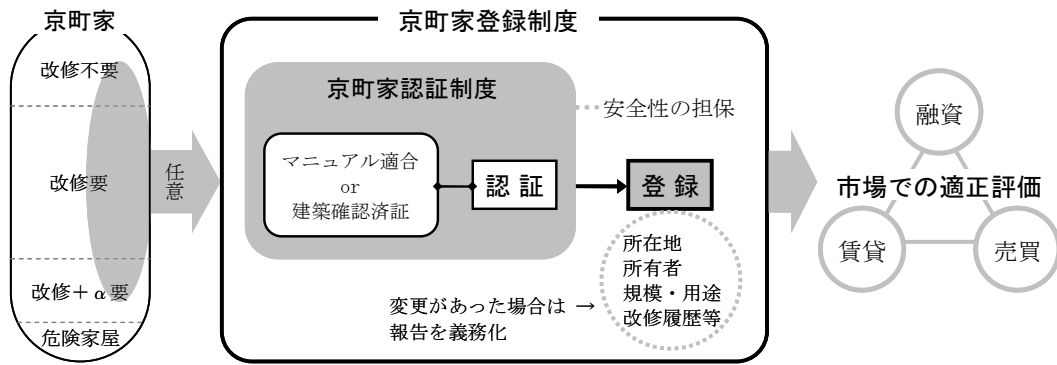 京町家
改修不要
改修要
改修＋α要
危険家屋
任意
京町家登録制度
京町家認証制度
安全性の担保
マニュアル適合
or
建築確認済証
認証
登録
所在地
所有者
規模・用途
改修履歴等
変更があった場合は →
報告を義務化
融資
市場での適正評価
賃貸
売買